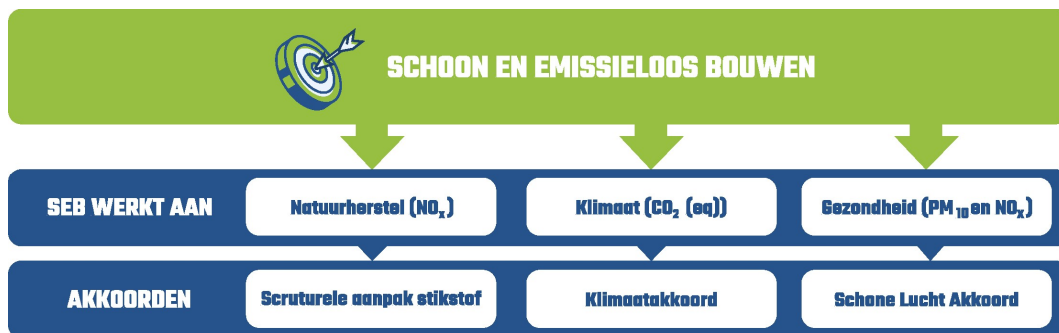 SCHOON EN EMISSIELOOS BOUWEN
SEB WERKT AAN
Natuurherstel (NOₓ)
Klimaat (CO₂ (eq))
Gezondheid (PM₁₀ en NOₓ)
AKKOORDEN
Scruturele aanpak stikstof
Klimaatakkoord
Schone Lucht Akkoord